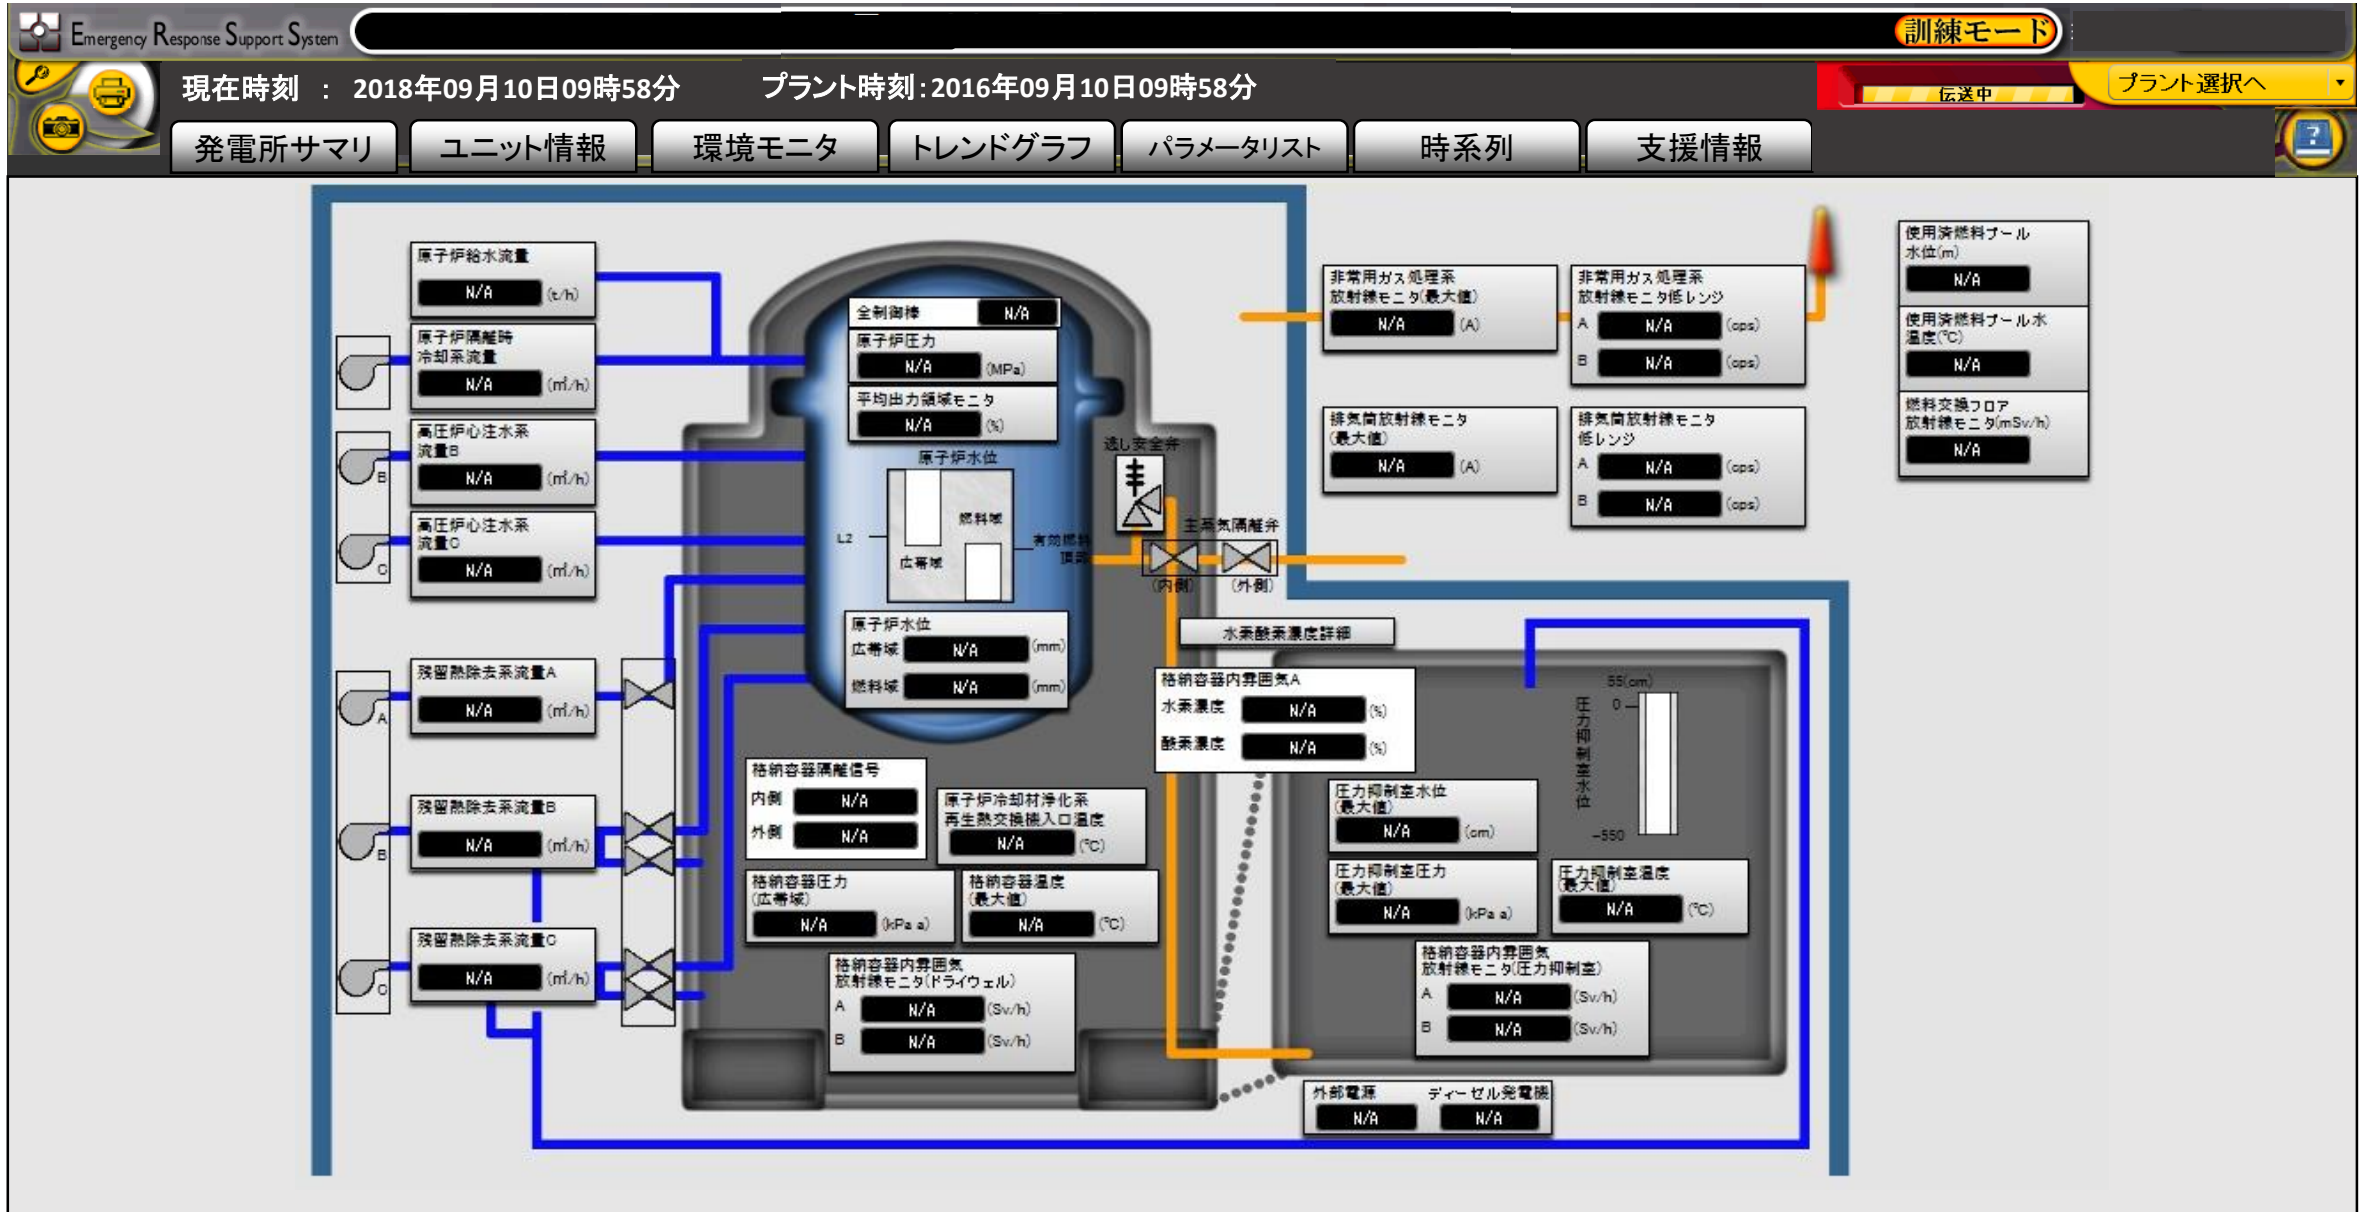 Emergency Response Support System
訓練モード
現在時刻 ： 2018年09月10日09時58分
プラント時刻：2016年09月10日09時58分
伝送中
プラント選択へ
発電所サマリ
ユニット情報
環境モニタ
トレンドグラフ
パラメータリスト
時系列
支援情報
?
原子炉給水流量
N/A (t/h)
原子炉隔離時
冷却系流量
N/A (㎥/h)
高圧炉心注水系
流量B
N/A (㎥/h)
B
高圧炉心注水系
流量C
N/A (㎥/h)
C
残留熱除去系流量A
N/A (㎥/h)
A
残留熱除去系流量B
N/A (㎥/h)
B
残留熱除去系流量C
N/A (㎥/h)
C
全制御棒 N/A
原子炉圧力
N/A (MPa)
平均出力領域モニタ
N/A (%)
原子炉水位
燃料域
L2
広帯域
有効燃料
頂部
原子炉水位
広帯域 N/A (mm)
燃料域 N/A (mm)
逃し安全弁
主蒸気隔離弁
(内側)
(外側)
格納容器隔離信号
内側 N/A
外側 N/A
原子炉冷却材浄化系
再生熱交換機入口温度
N/A (℃)
格納容器圧力
(広帯域)
N/A (kPa a)
格納容器温度
(最大値)
N/A (℃)
格納容器内雰囲気
放射線モニタ(ドライウェル)
A N/A (Sv/h)
B N/A (Sv/h)
非常用ガス処理系
放射線モニタ(最大値)
N/A (A)
非常用ガス処理系
放射線モニタ低レンジ
A N/A (cps)
B N/A (cps)
排気筒放射線モニタ
(最大値)
N/A (A)
排気筒放射線モニタ
低レンジ
A N/A (cps)
B N/A (cps)
使用済燃料プール
水位(m)
N/A
使用済燃料プール水
温度(℃)
N/A
燃料交換フロア
放射線モニタ(mSv/h)
N/A
水素酸素濃度詳細
格納容器内雰囲気A
水素濃度 N/A (%)
酸素濃度 N/A (%)
55(cm)
0
圧力抑制室水位
-550
圧力抑制室水位
(最大値)
N/A (cm)
圧力抑制室圧力
(最大値)
N/A (kPa a)
圧力抑制室温度
(最大値)
N/A (℃)
格納容器内雰囲気
放射線モニタ(圧力抑制室)
A N/A (Sv/h)
B N/A (Sv/h)
外部電源 ディーゼル発電機
N/A N/A